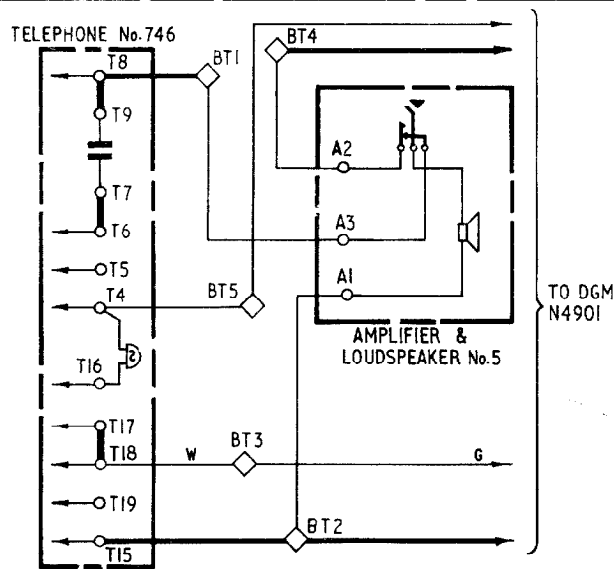 TELEPHONE No.746
T8
T9
T7
T6
T5
T4
T16
T17
T18
T19
T15
BT1
BT4
BT5
BT3
BT2
W
G
A2
A3
A1
AMPLIFIER &
LOUDSPEAKER No.5
TO DGM
N4901